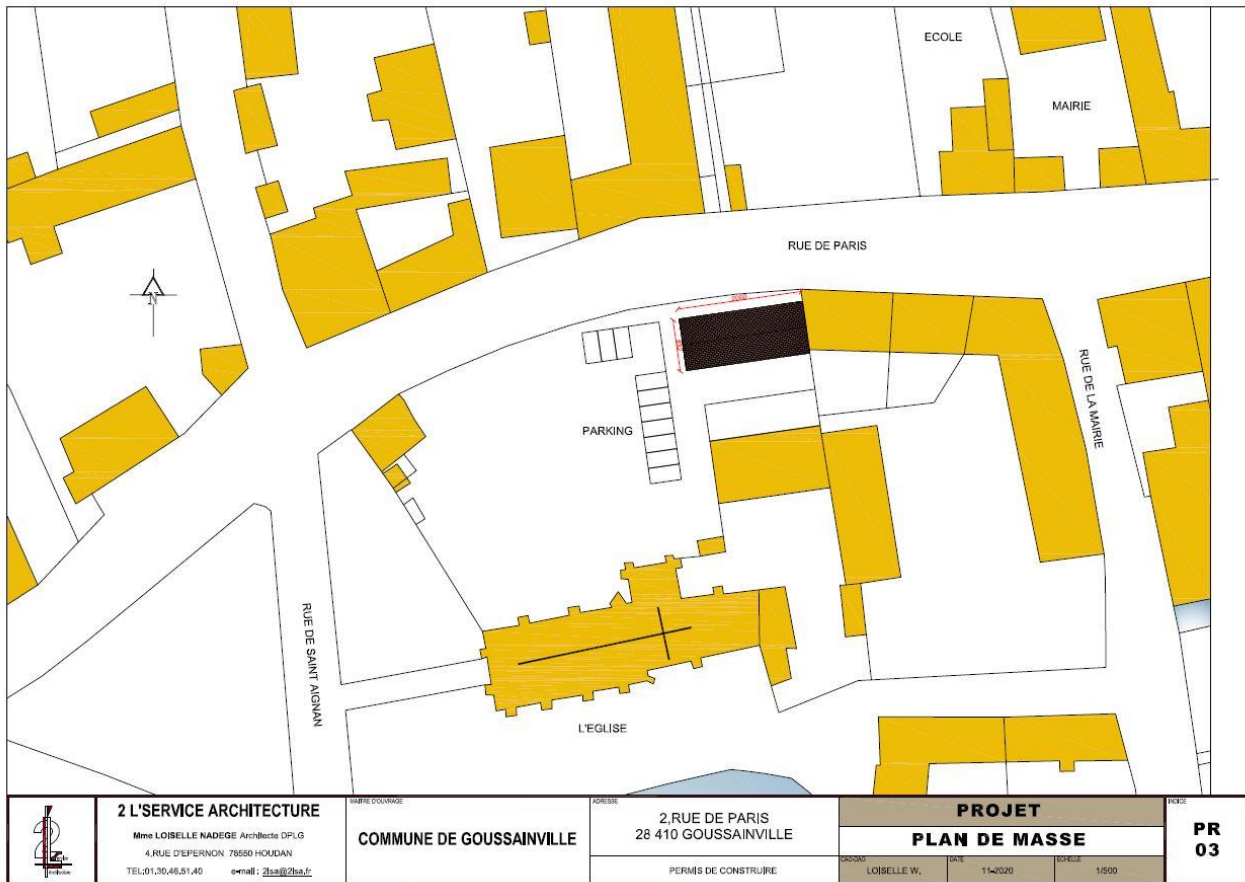 ECOLE
MAIRIE
RUE DE PARIS
N
RUE DE LA MAIRIE
PARKING
RUE DE SAINT AIGNAN
L'EGLISE
2 L'SERVICE ARCHITECTURE
Mme LOISELLE NADEGE Architecte DPLG
4,RUE D'EPERNON 78550 HOUDAN
TEL:01.30.46.51.40 e-mail : 2lsa@2lsa.fr
MAITRE D'OUVRAGE
COMMUNE DE GOUSSAINVILLE
ADRESSE
2,RUE DE PARIS
28 410 GOUSSAINVILLE
PERMIS DE CONSTRUIRE
PROJET
PLAN DE MASSE
CAO-DAO
LOISELLE W.
DATE
11-2020
ECHELLE
1/500
INDICE
PR
03